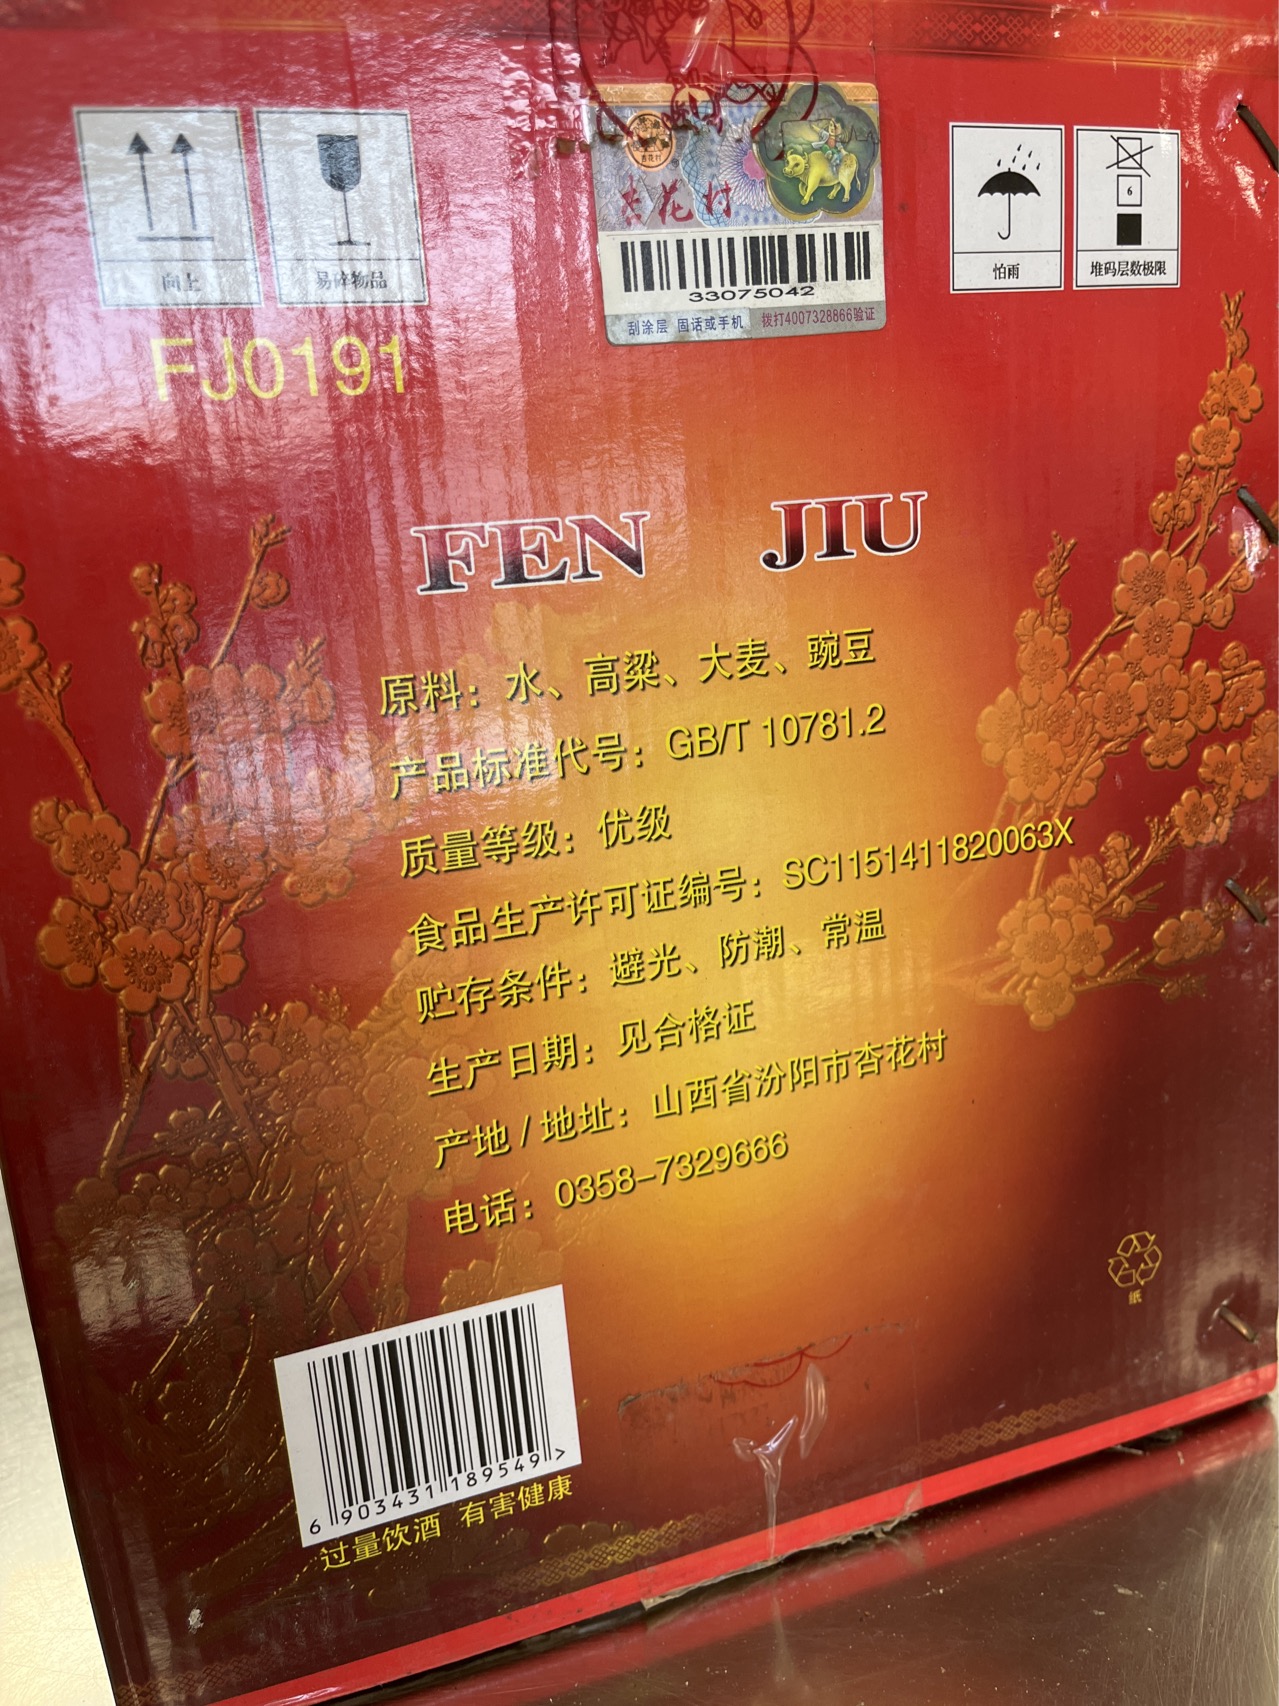 向上
易碎物品
杏花村
杏花村
33075042
刮涂层 固话或手机 拨打4007328866验证
怕雨
6
堆码层数极限
FJ0191
FEN JIU
原料：水、高粱、大麦、豌豆
产品标准代号：GB/T 10781.2
质量等级：优级
食品生产许可证编号：SC1151411820063X
贮存条件：避光、防潮、常温
生产日期：见合格证
产地/地址：山西省汾阳市杏花村
电话：0358-7329666
纸
6 903431 189549 >
过量饮酒 有害健康